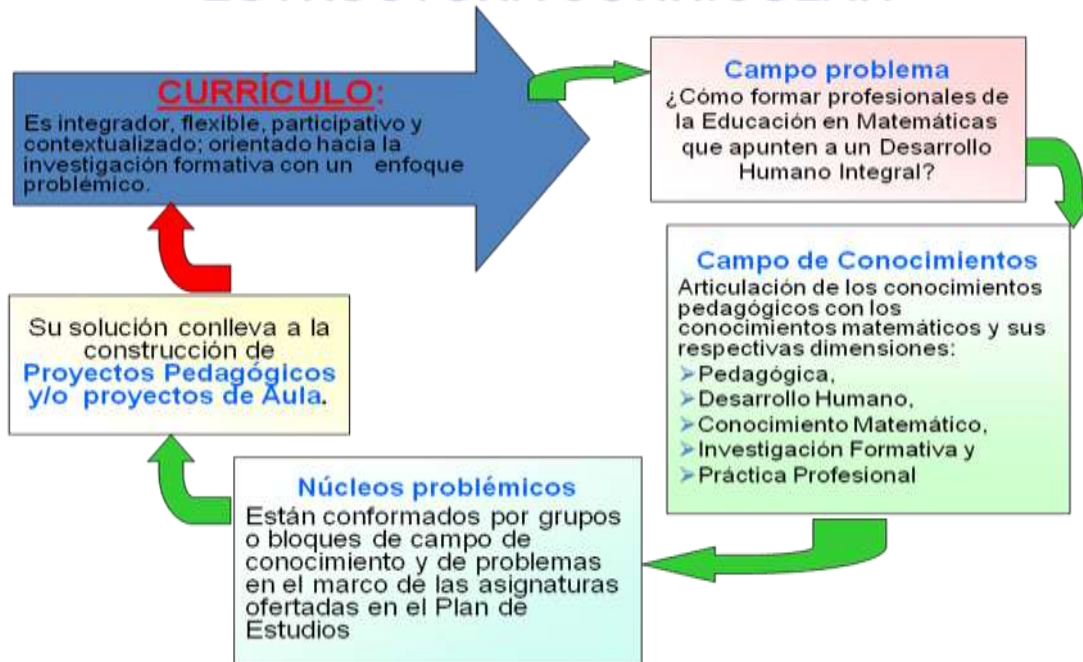 CURRÍCULO:
Es integrador, flexible, participativo y
contextualizado; orientado hacia la
investigación formativa con un enfoque
problémico.
Campo problema
¿Cómo formar profesionales de
la Educación en Matemáticas
que apunten a un Desarrollo
Humano Integral?
Campo de Conocimientos
Articulación de los conocimientos
pedagógicos con los
conocimientos matemáticos y sus
respectivas dimensiones:
➢Pedagógica,
➢Desarrollo Humano,
➢Conocimiento Matemático,
➢Investigación Formativa y
➢Práctica Profesional
Núcleos problémicos
Están conformados por grupos
o bloques de campo de
conocimiento y de problemas
en el marco de las asignaturas
ofertadas en el Plan de
Estudios
Su solución conlleva a la
construcción de
Proyectos Pedagógicos
y/o proyectos de Aula.